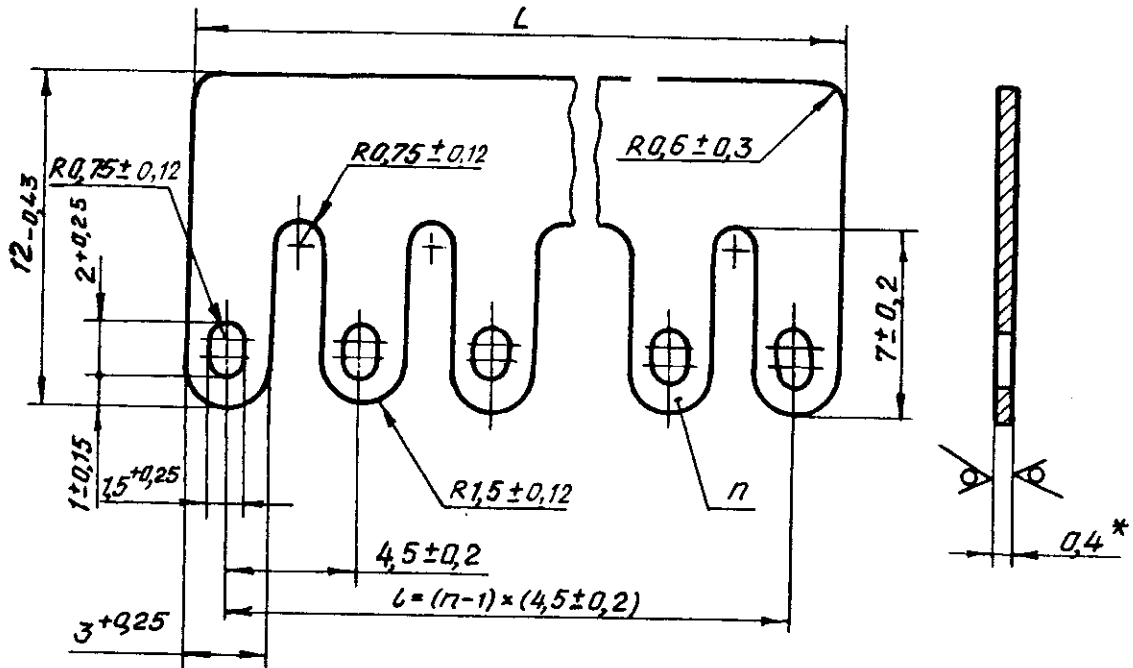 L
R0,75±0,12
R0,6±0,3
R0,75±0,12
12-0,43
2+0,25
7±0,2
1±0,15
1,5+0,25
R1,5±0,12
n
4,5±0,2
0,4*
L=(n-1)×(4,5±0,2)
3+0,25